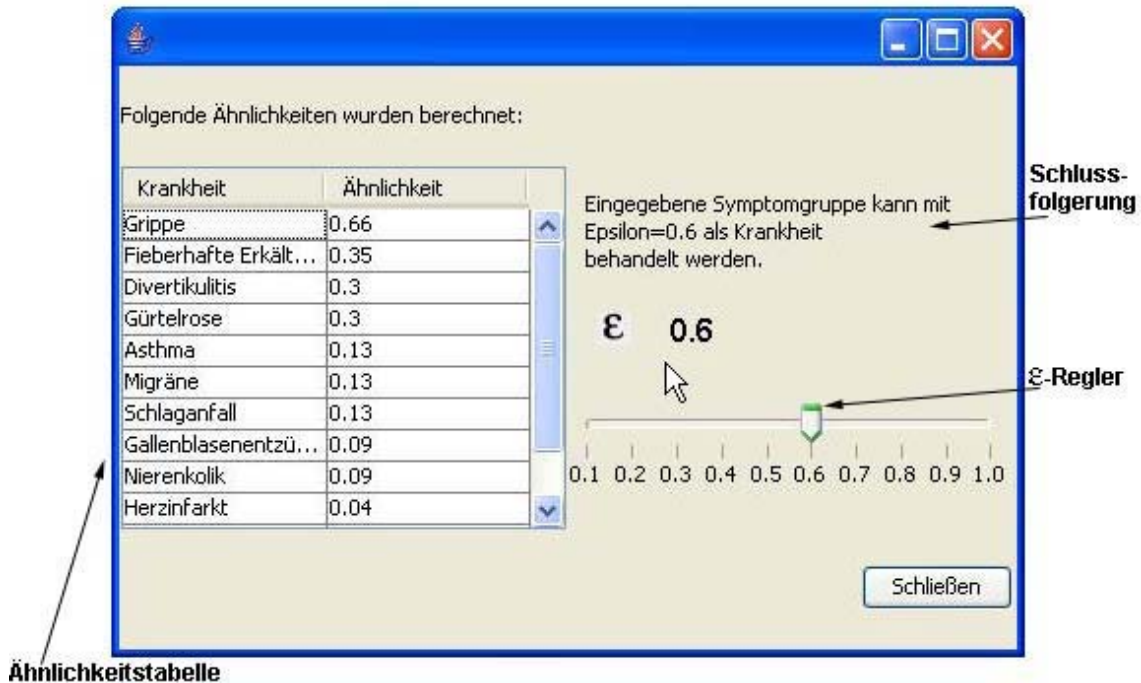 Folgende Ähnlichkeiten wurden berechnet:
Krankheit Ähnlichkeit
Grippe 0.66
Fieberhafte Erkält... 0.35
Divertikulitis 0.3
Gürtelrose 0.3
Asthma 0.13
Migräne 0.13
Schlaganfall 0.13
Gallenblasenentzü... 0.09
Nierenkolik 0.09
Herzinfarkt 0.04
Eingegebene Symptomgruppe kann mit
Epsilon=0.6 als Krankheit
behandelt werden.
ε 0.6
0.1 0.2 0.3 0.4 0.5 0.6 0.7 0.8 0.9 1.0
Schließen
Schluss-
folgerung
ε-Regler
Ähnlichkeitstabelle